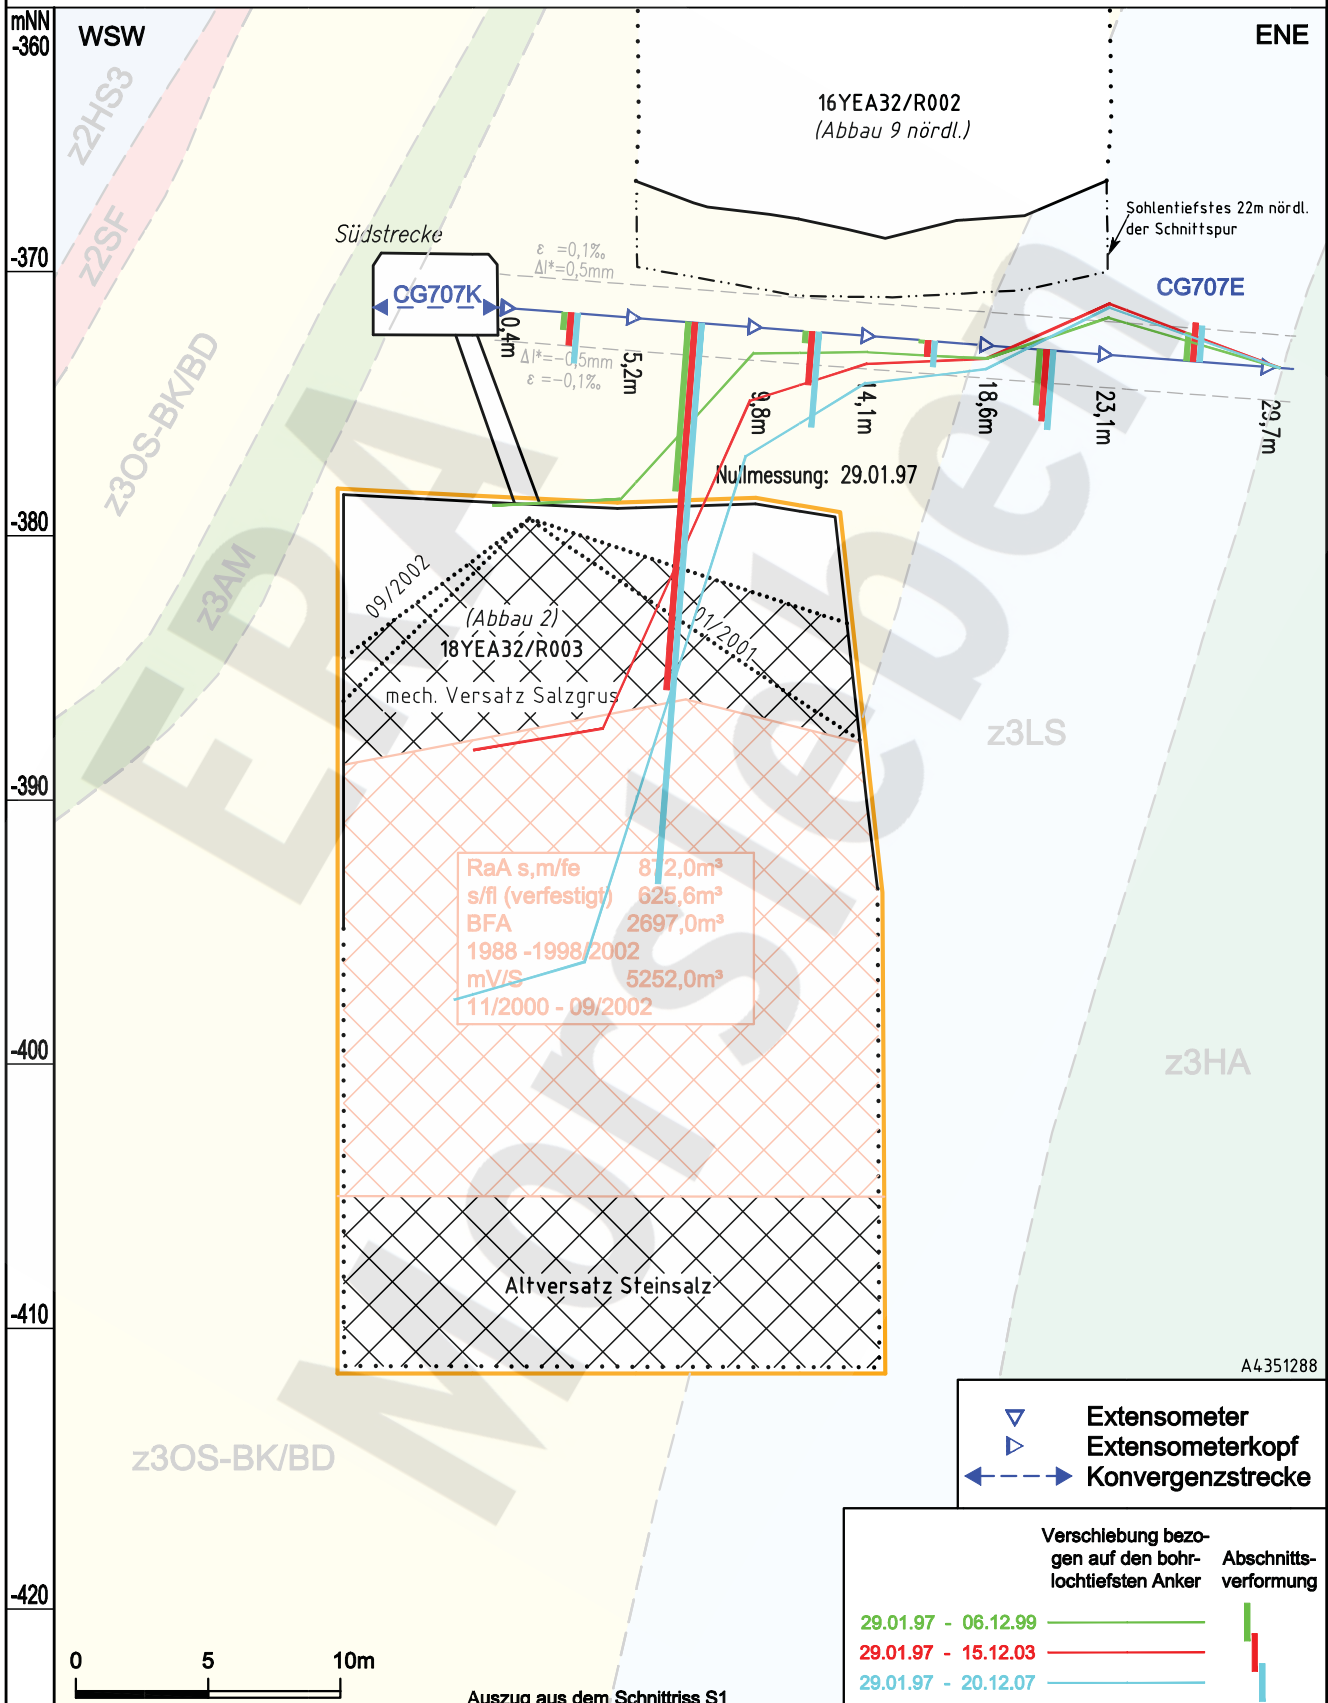 mNN
-360
WSW
ENE
z2HS3
16YEA32/R002
(Abbau 9 nördl.)
z2SF
Sohlentiefstes 22m nördl.
der Schnittspur
Südstrecke
ε =0,1‰
Δl*=0,5mm
-370
CG707K
CG707E
0,4m
Δl*=-0,5mm
ε =-0,1‰
5,2m
9,8m
14,1m
18,6m
23,1m
29,7m
z3OS-BK/BD
Nullmessung: 29.01.97
-380
z3AM
09/2002
(Abbau 2)
18YEA32/R003
01/2001
mech. Versatz Salzgrus
z3LS
-390
RaA s,m/fe 872,0m³
s/fl (verfestigt) 625,6m³
BFA 2697,0m³
1988 -1998/2002
mV/S 5252,0m³
11/2000 - 09/2002
-400
z3HA
Altversatz Steinsalz
-410
ERA
Morsleben
A4351288
z3OS-BK/BD
Extensometer
Extensometerkopf
Konvergenzstrecke
Verschiebung bezo-
gen auf den bohr-
lochtiefsten Anker
Abschnitts-
verformung
-420
29.01.97 - 06.12.99
29.01.97 - 15.12.03
29.01.97 - 20.12.07
0 5 10m
Auszug aus dem Schnittriss S1